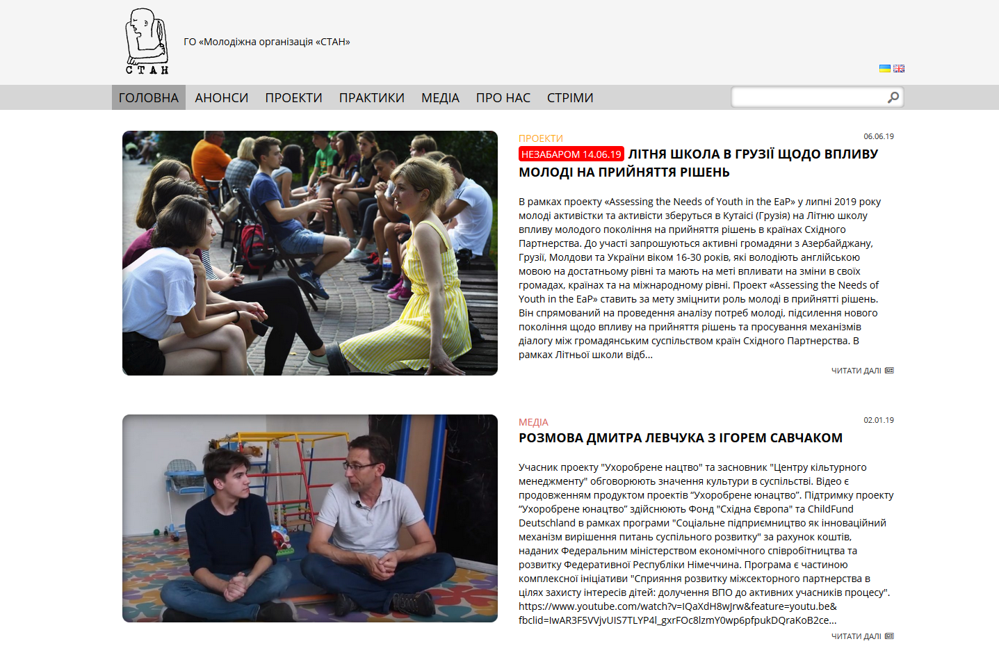 СТАН
ГО «Молодіжна організація «СТАН»
ГОЛОВНА АНОНСИ ПРОЕКТИ ПРАКТИКИ МЕДІА ПРО НАС СТРІМИ
ПРОЕКТИ 06.06.19
НЕЗАБАРОМ 14.06.19 ЛІТНЯ ШКОЛА В ГРУЗІЇ ЩОДО ВПЛИВУ
МОЛОДІ НА ПРИЙНЯТТЯ РІШЕНЬ
В рамках проекту «Assessing the Needs of Youth in the EaP» у липні 2019 року
молоді активістки та активісти зберуться в Кутаісі (Грузія) на Літню школу
впливу молодого покоління на прийняття рішень в країнах Східного
Партнерства. До участі запрошуються активні громадяни з Азербайджану,
Грузії, Молдови та України віком 16-30 років, які володіють англійською
мовою на достатньому рівні та мають на меті впливати на зміни в своїх
громадах, країнах та на міжнародному рівні. Проект «Assessing the Needs of
Youth in the EaP» ставить за мету зміцнити роль молоді в прийнятті рішень.
Він спрямований на проведення аналізу потреб молоді, підсилення нового
покоління щодо впливу на прийняття рішень та просування механізмів
діалогу між громадянським суспільством країн Східного Партнерства. В
рамках Літньої школи відб...
ЧИТАТИ ДАЛІ
МЕДІА 02.01.19
РОЗМОВА ДМИТРА ЛЕВЧУКА З ІГОРЕМ САВЧАКОМ
Учасник проекту "Ухоробрене нацтво" та засновник "Центру кільтурного
менеджменту" обговорюють значення культури в суспільстві. Відео є
продовженням продуктом проектів “Ухоробрене юнацтво”. Підтримку проекту
“Ухоробрене юнацтво” здійснюють Фонд "Східна Європа" та ChildFund
Deutschland в рамках програми "Соціальне підприємництво як інноваційний
механізм вирішення питань суспільного розвитку" за рахунок коштів,
наданих Федеральним міністерством економічного співробітництва та
розвитку Федеративної Республіки Німеччина. Програма є частиною
комплексної ініціативи "Сприяння розвитку міжсекторного партнерства в
цілях захисту інтересів дітей: долучення ВПО до активних учасників процесу".
https://www.youtube.com/watch?v=IQaXdH8wJrw&feature=youtu.be&
fbclid=IwAR3F5VVjvUIS7TLYP4l_gxrFOc8lzmY0wp6pfpukDQraKoB2ce...
ЧИТАТИ ДАЛІ